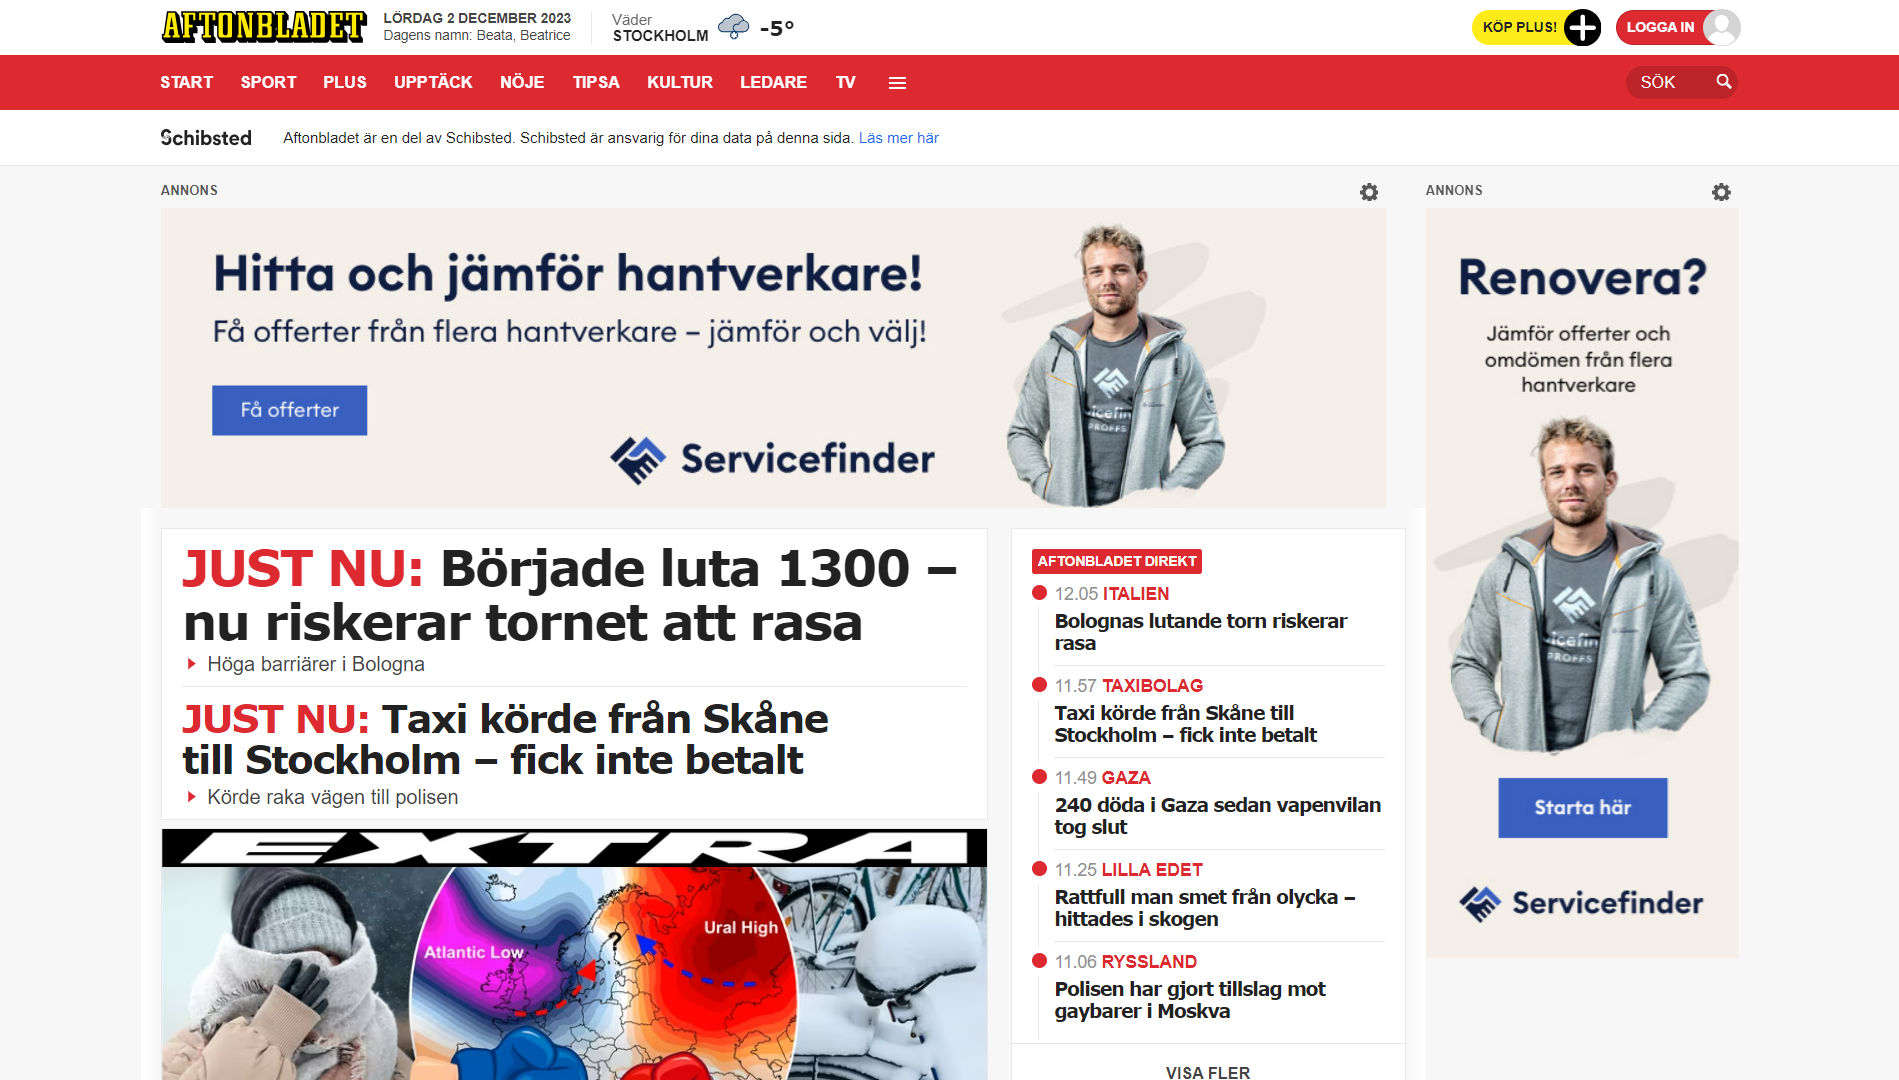 AFTONBLADET
LÖRDAG 2 DECEMBER 2023
Dagens namn: Beata, Beatrice
Väder
STOCKHOLM
-5°
KÖP PLUS!
LOGGA IN
START SPORT PLUS UPPTÄCK NÖJE TIPSA KULTUR LEDARE TV
SÖK
Schibsted
Aftonbladet är en del av Schibsted. Schibsted är ansvarig för dina data på denna sida. Läs mer här
ANNONS
Hitta och jämför hantverkare!
Få offerter från flera hantverkare – jämför och välj!
Få offerter
Servicefinder
vicefin
PROFFS
ANNONS
Renovera?
Jämför offerter och
omdömen från flera
hantverkare
vicefin
PROFFS
Starta här
Servicefinder
JUST NU: Började luta 1300 –
nu riskerar tornet att rasa
Höga barriärer i Bologna
JUST NU: Taxi körde från Skåne
till Stockholm – fick inte betalt
Körde raka vägen till polisen
EXTRA
Atlantic Low
?
Ural High
AFTONBLADET DIREKT
12.05 ITALIEN
Bolognas lutande torn riskerar
rasa
11.57 TAXIBOLAG
Taxi körde från Skåne till
Stockholm – fick inte betalt
11.49 GAZA
240 döda i Gaza sedan vapenvilan
tog slut
11.25 LILLA EDET
Rattfull man smet från olycka –
hittades i skogen
11.06 RYSSLAND
Polisen har gjort tillslag mot
gaybarer i Moskva
VISA FLER